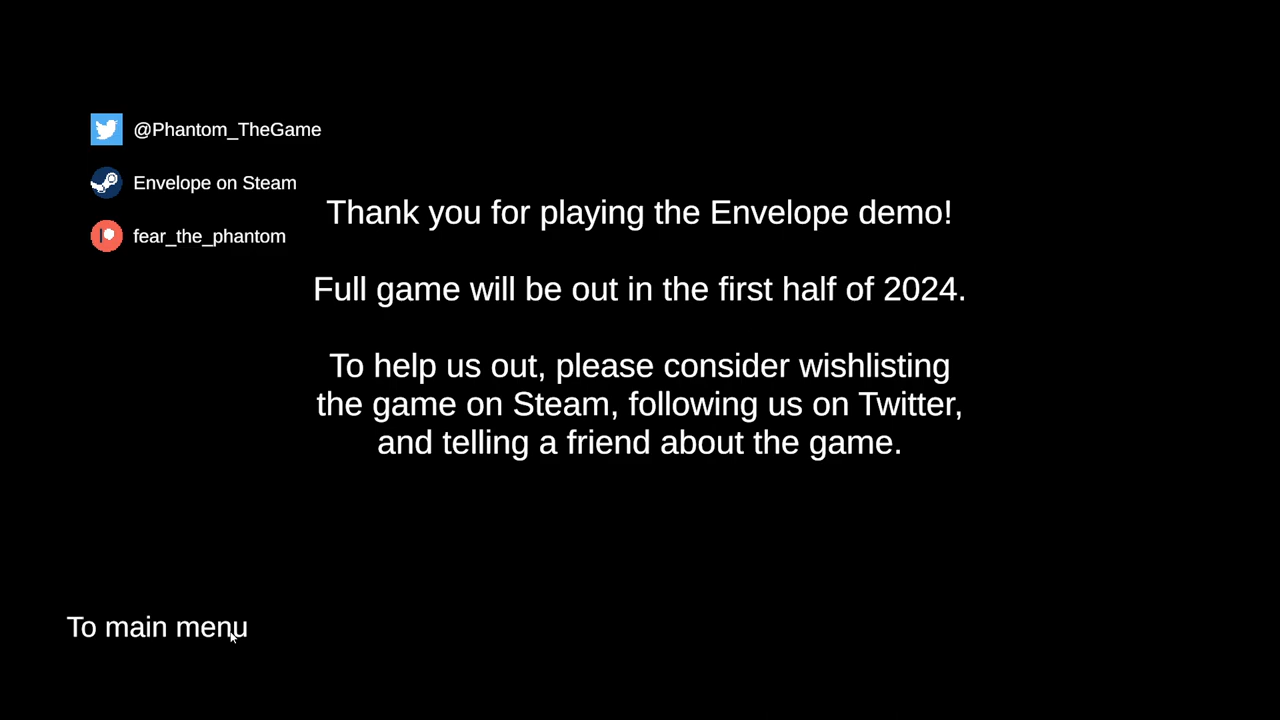 @Phantom_TheGame
Envelope on Steam
fear_the_phantom
Thank you for playing the Envelope demo!
Full game will be out in the first half of 2024.
To help us out, please consider wishlisting
the game on Steam, following us on Twitter,
and telling a friend about the game.
To main menu